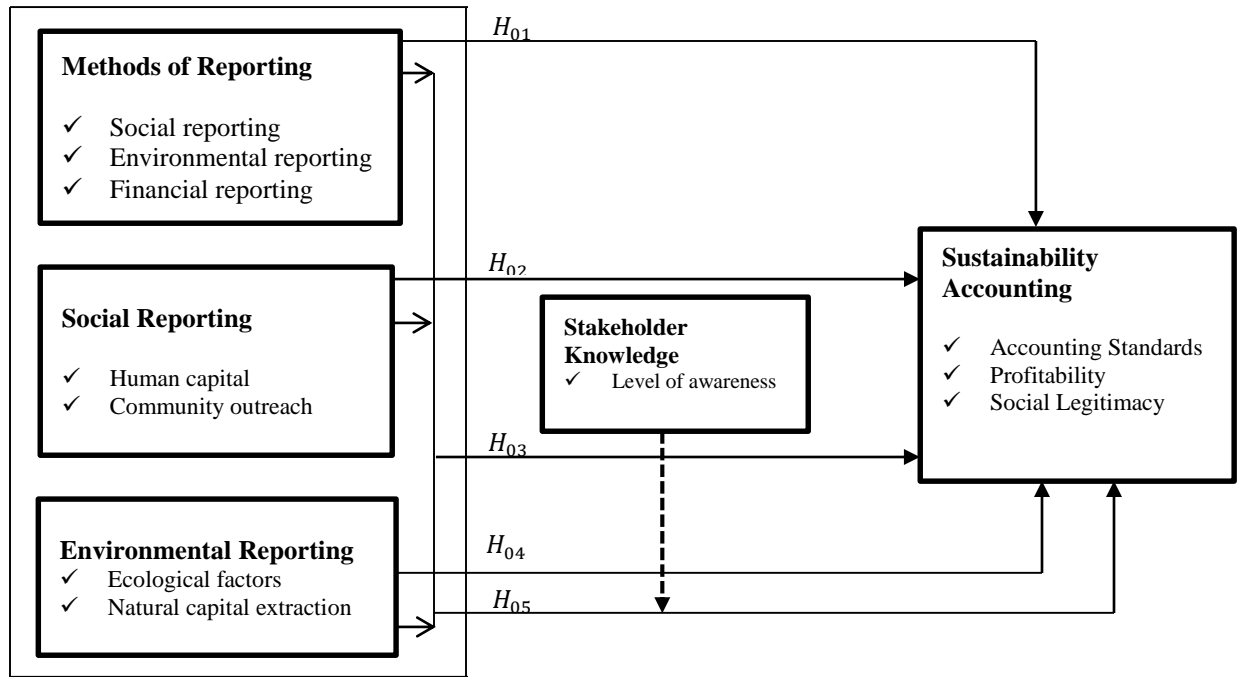 Methods of Reporting
✓ Social reporting
✓ Environmental reporting
✓ Financial reporting
Social Reporting
✓ Human capital
✓ Community outreach
Environmental Reporting
✓ Ecological factors
✓ Natural capital extraction
H₀₁
H₀₂
Stakeholder
Knowledge
✓ Level of awareness
H₀₃
H₀₄
H₀₅
Sustainability
Accounting
✓ Accounting Standards
✓ Profitability
✓ Social Legitimacy